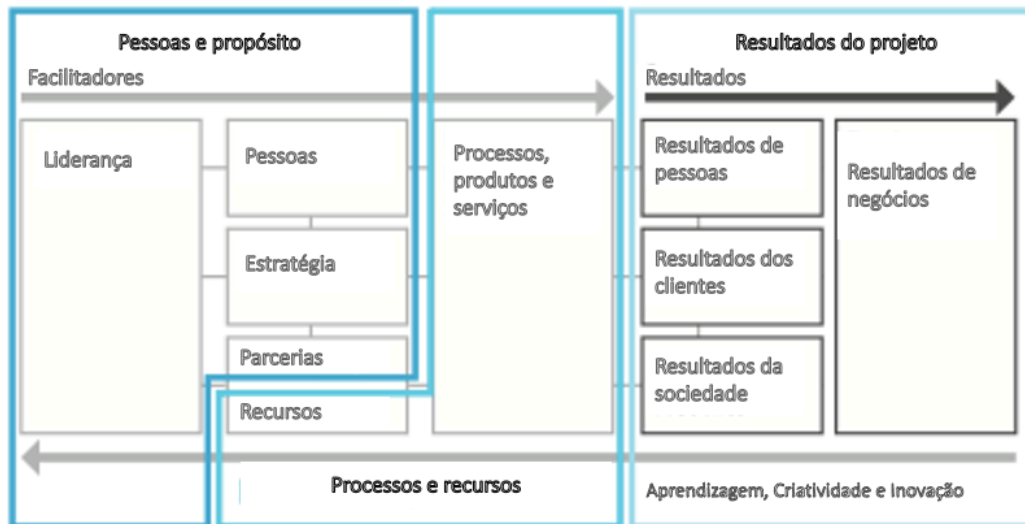 Pessoas e propósito
Resultados do projeto
Facilitadores
Resultados
Liderança
Pessoas
Processos,
produtos e
serviços
Resultados de
pessoas
Resultados de
negócios
Estratégia
Resultados dos
clientes
Parcerias
Recursos
Resultados da
sociedade
Processos e recursos
Aprendizagem, Criatividade e Inovação